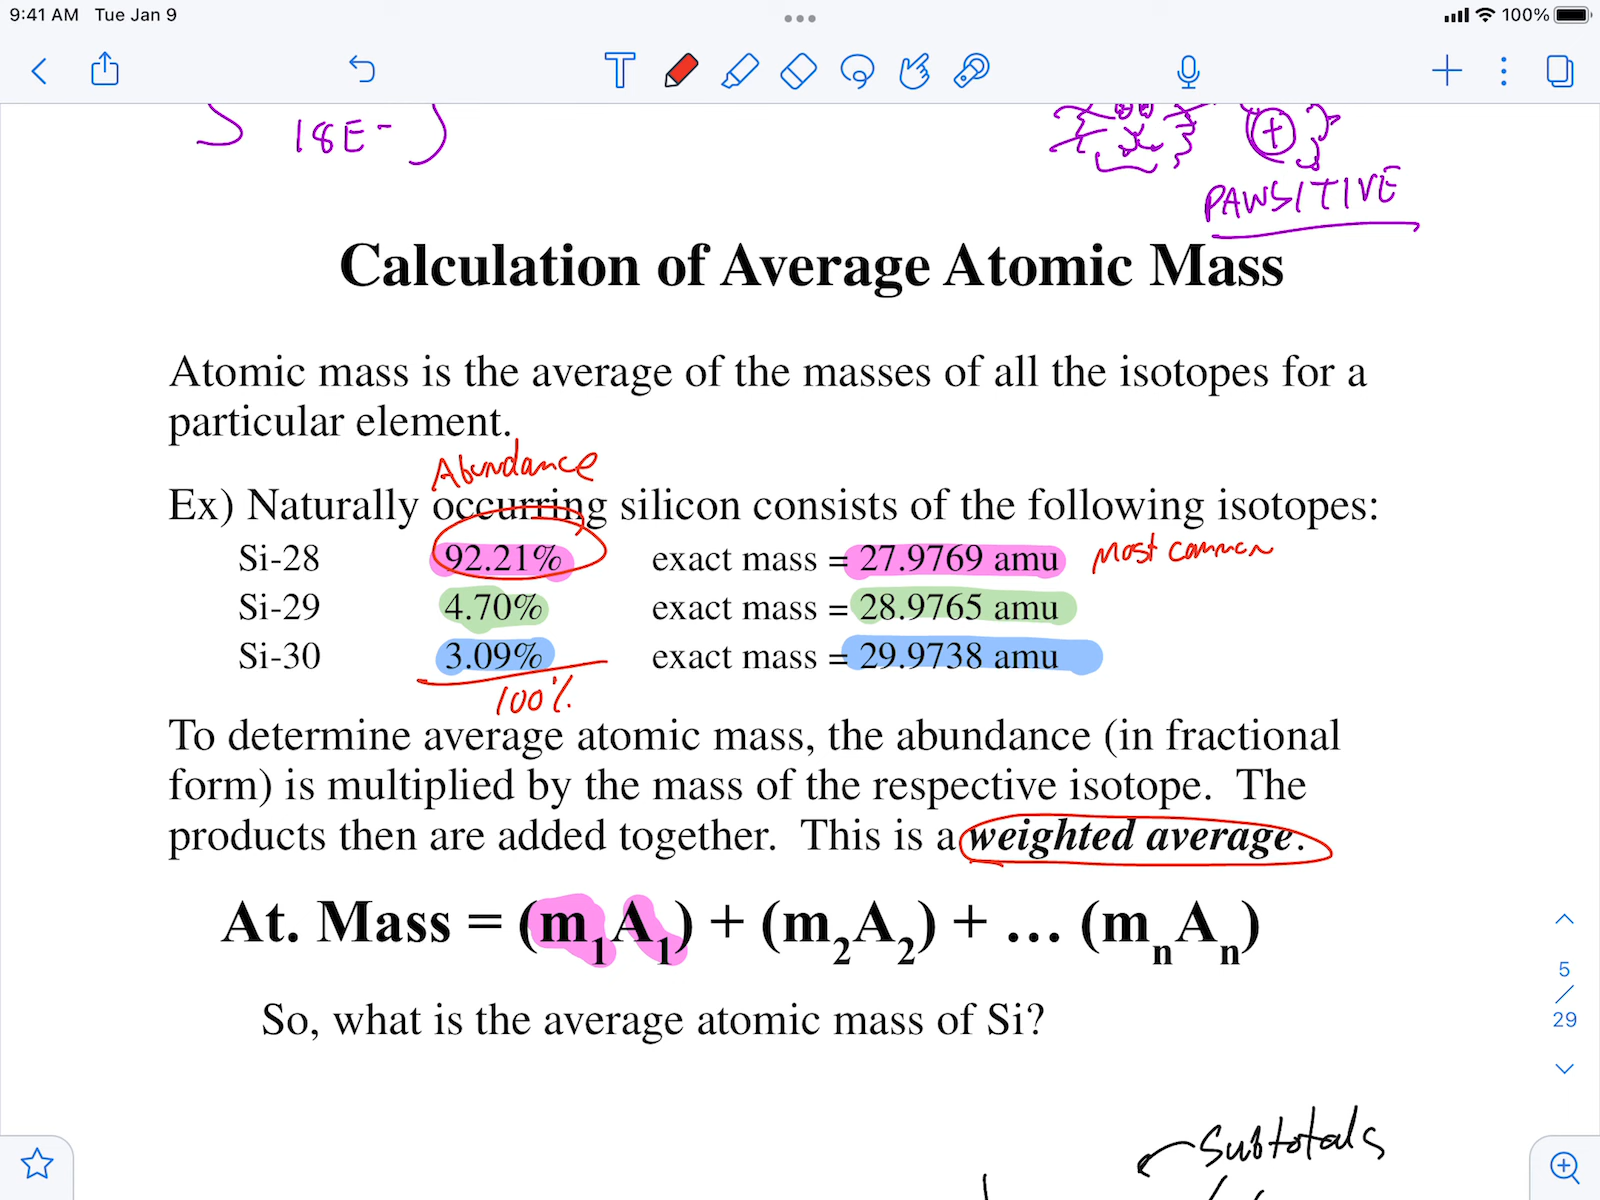 9:41 AM Tue Jan 9
100%
18E-
PAWSITIVE
Calculation of Average Atomic Mass
Atomic mass is the average of the masses of all the isotopes for a
particular element.
Abundance
Ex) Naturally occurring silicon consists of the following isotopes:
Si-28 92.21% exact mass = 27.9769 amu Most common
Si-29 4.70% exact mass = 28.9765 amu
Si-30 3.09% exact mass = 29.9738 amu
100%
To determine average atomic mass, the abundance (in fractional
form) is multiplied by the mass of the respective isotope. The
products then are added together. This is a weighted average.
At. Mass = (m₁A₁) + (m₂A₂) + … (mₙAₙ)
So, what is the average atomic mass of Si?
5
/
29
Subtotals